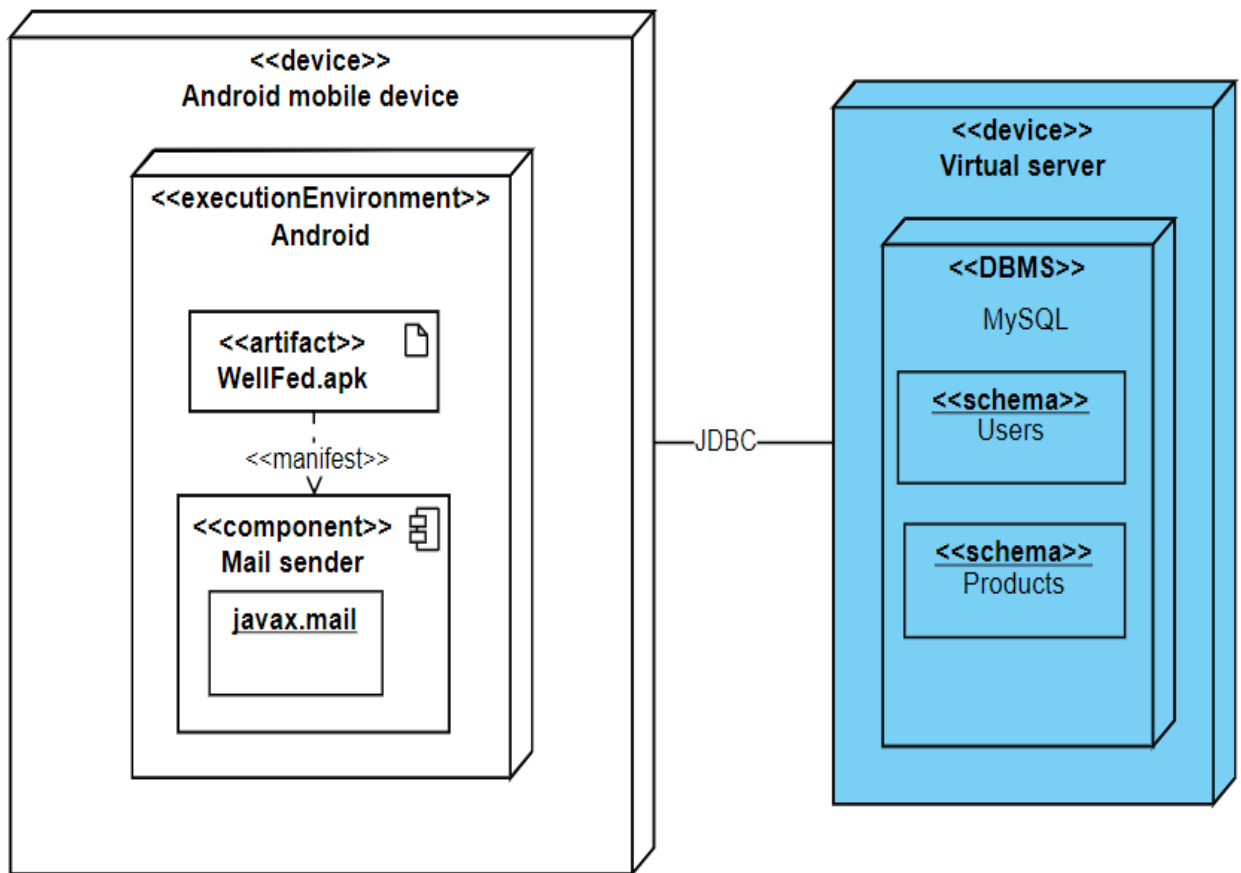 <<device>>
Android mobile device
<<executionEnvironment>>
Android
<<artifact>>
WellFed.apk
<<manifest>>
<<component>>
Mail sender
javax.mail
JDBC
<<device>>
Virtual server
<<DBMS>>
MySQL
<<schema>>
Users
<<schema>>
Products